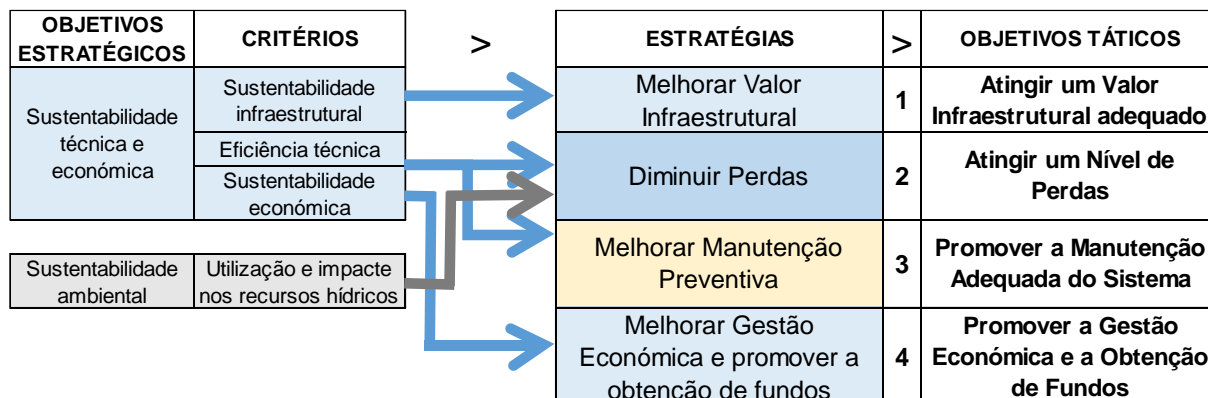 OBJETIVOS
ESTRATÉGICOS
CRITÉRIOS
>
ESTRATÉGIAS
>
OBJETIVOS TÁTICOS
Sustentabilidade
técnica e
económica
Sustentabilidade
infraestrutural
Eficiência técnica
Sustentabilidade
económica
Sustentabilidade
ambiental
Utilização e impacte
nos recursos hídricos
Melhorar Valor
Infraestrutural
1
Atingir um Valor
Infraestrutural adequado
Diminuir Perdas
2
Atingir um Nível de
Perdas
Melhorar Manutenção
Preventiva
3
Promover a Manutenção
Adequada do Sistema
Melhorar Gestão
Económica e promover a
obtenção de fundos
4
Promover a Gestão
Económica e a Obtenção
de Fundos